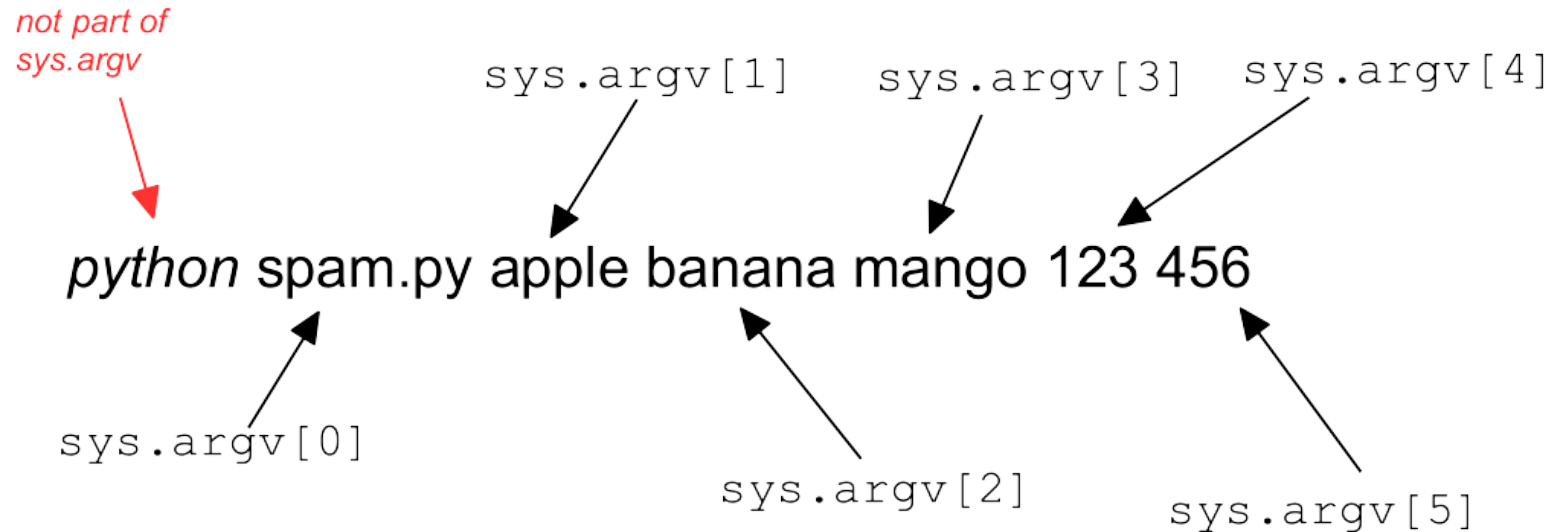 not part of
sys.argv
sys.argv[1]
sys.argv[3]
sys.argv[4]
python spam.py apple banana mango 123 456
sys.argv[0]
sys.argv[2]
sys.argv[5]